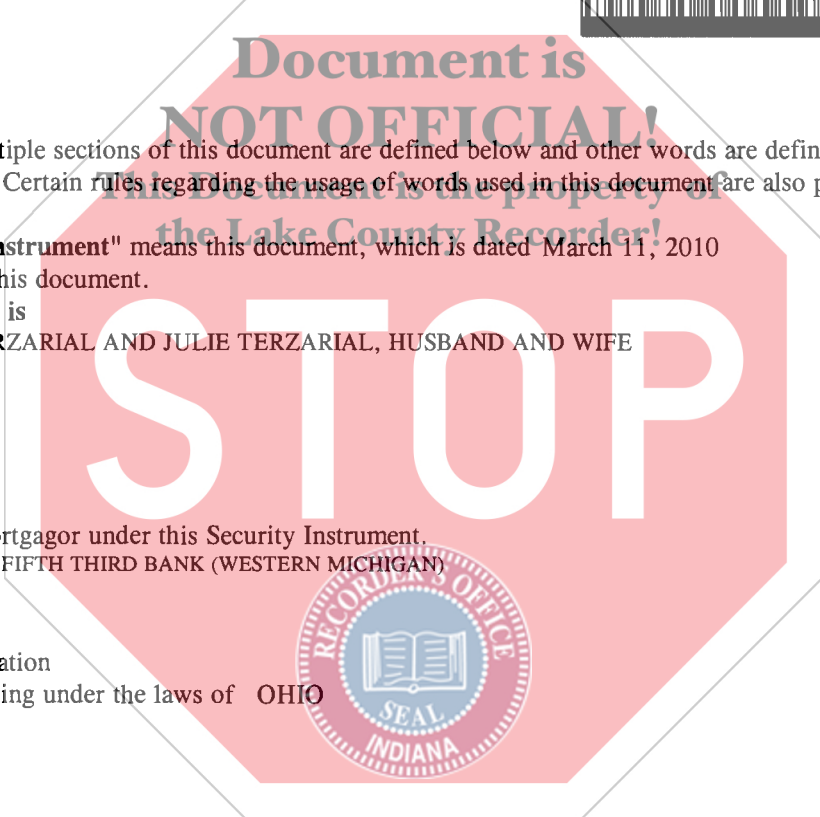 Document is
NOT OFFICIAL!
tiple sections of this document are defined below and other words are defin
Certain rules regarding the usage of words used in this document are also p
This Document is the property of
the Lake County Recorder!
nstrument" means this document, which is dated March 11, 2010
his document.
is
RZARIAL AND JULIE TERZARIAL, HUSBAND AND WIFE
STOP
ortgagor under this Security Instrument.
FIFTH THIRD BANK (WESTERN MICHIGAN)
RECORDER'S OFFICE
ation
ing under the laws of OHIO
SEAL
INDIANA